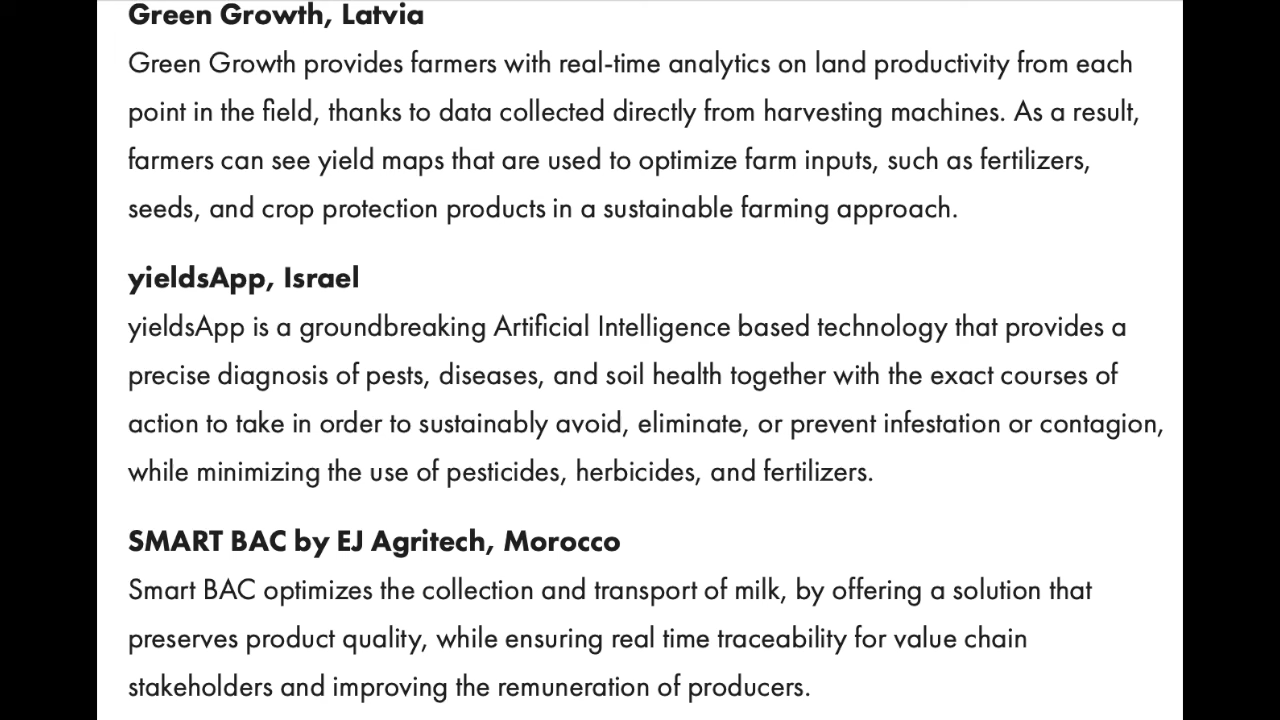 Green Growth, Latvia
Green Growth provides farmers with real-time analytics on land productivity from each
point in the field, thanks to data collected directly from harvesting machines. As a result,
farmers can see yield maps that are used to optimize farm inputs, such as fertilizers,
seeds, and crop protection products in a sustainable farming approach.
yieldsApp, Israel
yieldsApp is a groundbreaking Artificial Intelligence based technology that provides a
precise diagnosis of pests, diseases, and soil health together with the exact courses of
action to take in order to sustainably avoid, eliminate, or prevent infestation or contagion,
while minimizing the use of pesticides, herbicides, and fertilizers.
SMART BAC by EJ Agritech, Morocco
Smart BAC optimizes the collection and transport of milk, by offering a solution that
preserves product quality, while ensuring real time traceability for value chain
stakeholders and improving the remuneration of producers.